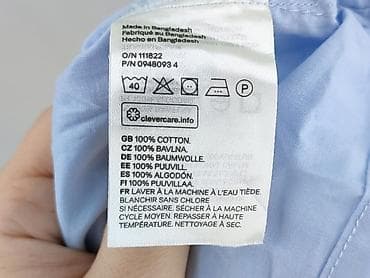 Made in Bangladesh
Fabriqué au Bangladesh
Hecho en Bangladesh
O/N 111822
P/N 0948093 4
40 P
clevercare.info
GB 100% COTTON.
CZ 100% BAVLNA.
DE 100% BAUMWOLLE.
EE 100% PUUVILL.
ES 100% ALGODÓN.
FI 100% PUUVILLAA.
FR LAVER À LA MACHINE À L'EAU TIÈDE.
BLANCHIR SANS CHLORE
SI NÉCESSAIRE. SÉCHER À LA MACHINE,
CYCLE MOYEN. REPASSER À HAUTE
TEMPÉRATURE. NETTOYAGE À SEC.